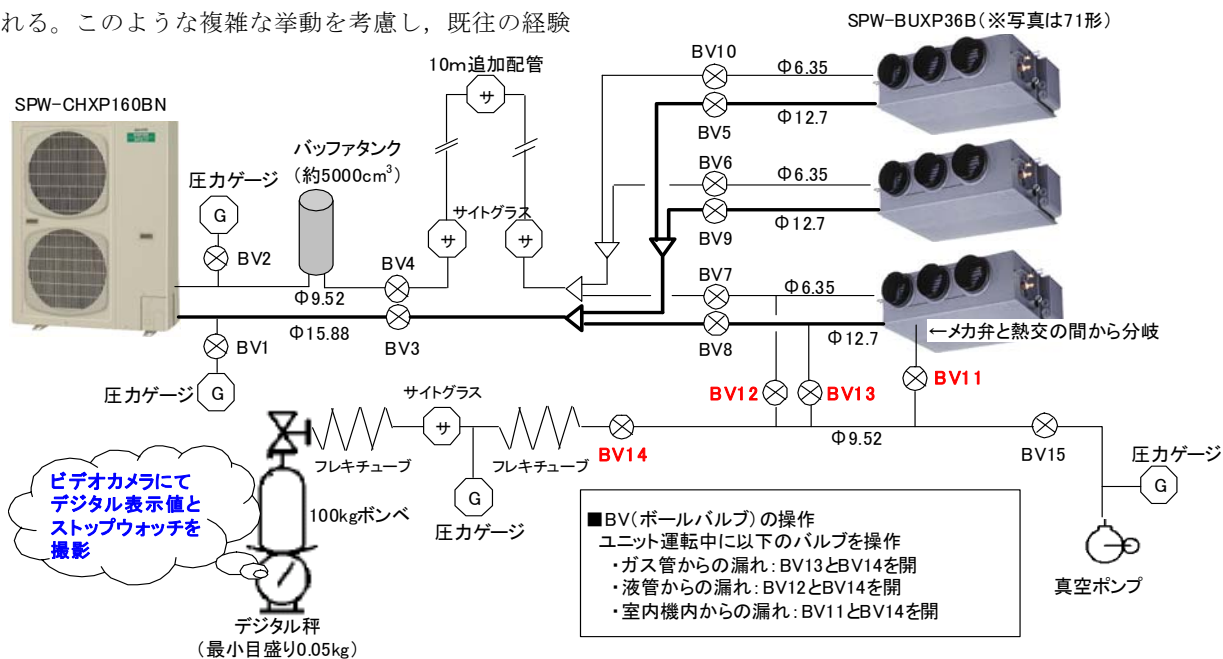 れる。このような複雑な挙動を考慮し，既往の経験
SPW-BUXP36B(※写真は71形)
BV10
Φ6.35
10m追加配管
サ
SPW-CHXP160BN
BV5
Φ12.7
バッファタンク
(約5000cm³)
圧力ゲージ
G
BV6
Φ6.35
サイトグラス
サ
サ
BV9
Φ12.7
BV2
BV4
BV7
Φ6.35
Φ9.52
Φ15.88
BV3
BV8
Φ12.7
←メカ弁と熱交の間から分岐
BV1
圧力ゲージ
G
BV12
BV13
BV11
サイトグラス
サ
Φ9.52
BV14
BV15
フレキチューブ
フレキチューブ
圧力ゲージ
G
G
圧力ゲージ
ビデオカメラにて
デジタル表示値と
ストップウォッチを
撮影
100kgボンベ
■BV(ボールバルブ)の操作
ユニット運転中に以下のバルブを操作
・ガス管からの漏れ:BV13とBV14を開
・液管からの漏れ:BV12とBV14を開
・室内機内からの漏れ:BV11とBV14を開
真空ポンプ
デジタル秤
(最小目盛り0.05kg)